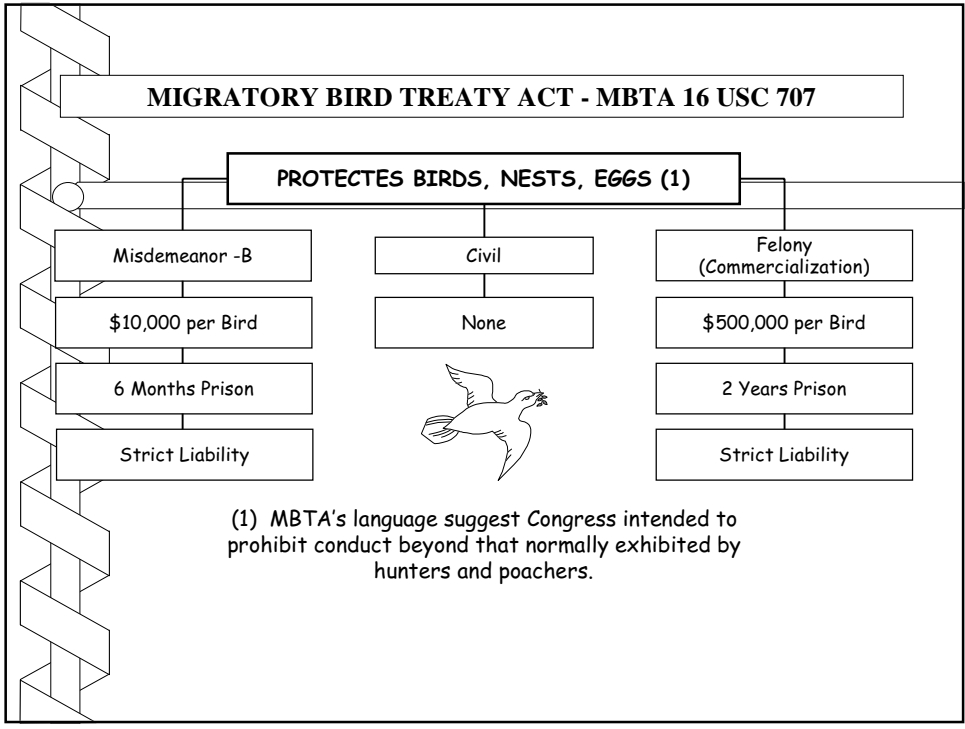 MIGRATORY BIRD TREATY ACT - MBTA 16 USC 707
PROTECTES BIRDS, NESTS, EGGS (1)
Misdemeanor -B
$10,000 per Bird
6 Months Prison
Strict Liability
Civil
None
Felony
(Commercialization)
$500,000 per Bird
2 Years Prison
Strict Liability
(1) MBTA's language suggest Congress intended to
prohibit conduct beyond that normally exhibited by
hunters and poachers.